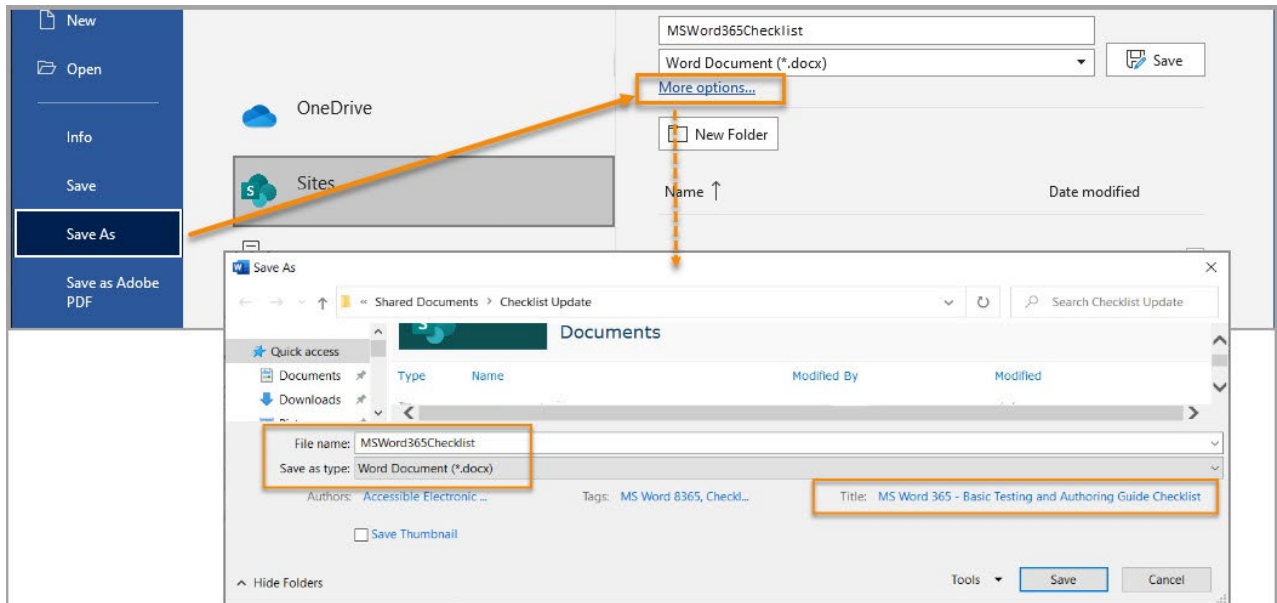 New
Open
Info
Save
Save As
Save as Adobe
PDF
OneDrive
S
Sites
MSWord365Checklist
Word Document (*.docx)
Save
More options...
New Folder
Name ↑
Date modified
Save As
« Shared Documents > Checklist Update
Search Checklist Update
Quick access
Documents
Downloads
S
Documents
Type Name Modified By Modified
File name: MSWord365Checklist
Save as type: Word Document (*.docx)
Authors: Accessible Electronic ...
Tags: MS Word 8365, Checkl...
Title: MS Word 365 - Basic Testing and Authoring Guide Checklist
Save Thumbnail
Hide Folders
Tools
Save
Cancel